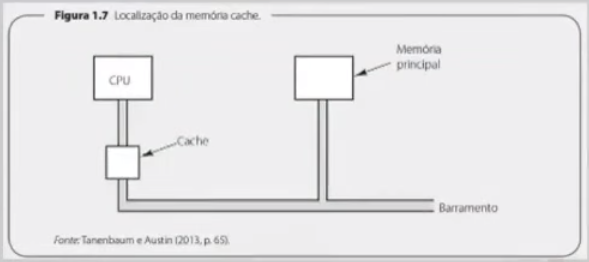 Figura 1.7 Localização da memória cache.
Memória
principal
CPU
Cache
Barramento
Fonte: Tanenbaum e Austin (2013, p. 65).